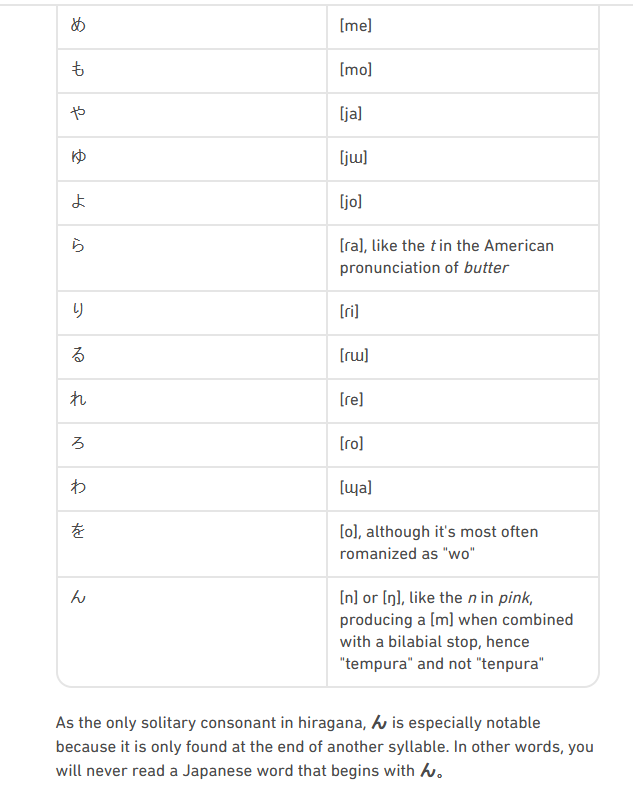 め [me]
も [mo]
や [ja]
ゆ [jɯ]
よ [jo]
ら [ɾa], like the t in the American
pronunciation of butter
り [ɾi]
る [ɾɯ]
れ [ɾe]
ろ [ɾo]
わ [ɰa]
を [o], although it's most often
romanized as "wo"
ん [n] or [ŋ], like the n in pink,
producing a [m] when combined
with a bilabial stop, hence
"tempura" and not "tenpura"
As the only solitary consonant in hiragana, ん is especially notable
because it is only found at the end of another syllable. In other words, you
will never read a Japanese word that begins with ん。